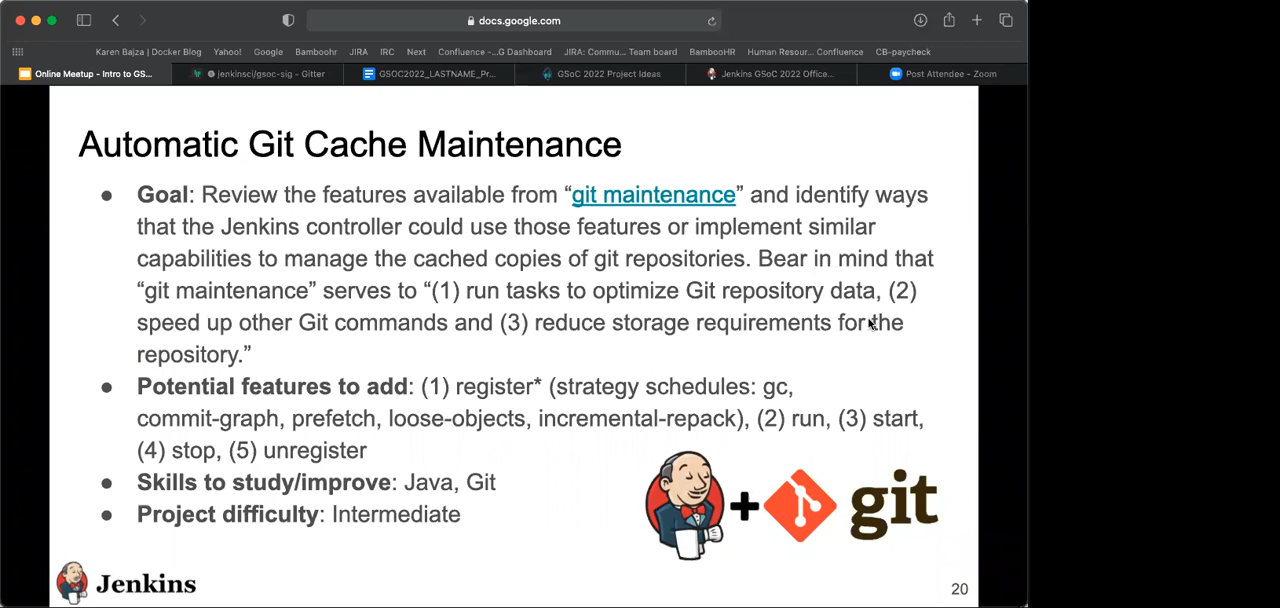 docs.google.com
Karen Bajza | Docker Blog Yahoo! Google Bamboohr JIRA IRC Next Confluence -...G Dashboard JIRA: Commu... Team board BambooHR Human Resour... Confluence CB-paycheck
Online Meetup - Intro to GS... jenkinsci/gsoc-sig - Gitter GSOC2022_LASTNAME_Pr... GSoC 2022 Project Ideas Jenkins GSoC 2022 Office... Post Attendee - Zoom
Automatic Git Cache Maintenance
● Goal: Review the features available from “git maintenance” and identify ways
that the Jenkins controller could use those features or implement similar
capabilities to manage the cached copies of git repositories. Bear in mind that
“git maintenance” serves to “(1) run tasks to optimize Git repository data, (2)
speed up other Git commands and (3) reduce storage requirements for the
repository.”
● Potential features to add: (1) register* (strategy schedules: gc,
commit-graph, prefetch, loose-objects, incremental-repack), (2) run, (3) start,
(4) stop, (5) unregister
● Skills to study/improve: Java, Git
● Project difficulty: Intermediate
+ git
Jenkins
20